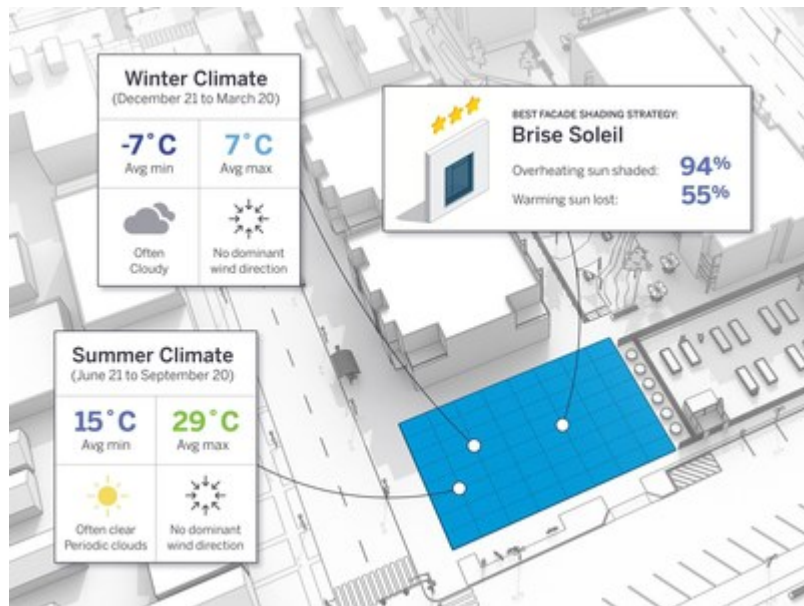 Winter Climate
(December 21 to March 20)
-7°C
Avg min
7°C
Avg max
Often
Cloudy
No dominant
wind direction
BEST FACADE SHADING STRATEGY:
Brise Soleil
Overheating sun shaded: 94%
Warming sun lost: 55%
Summer Climate
(June 21 to September 20)
15°C
Avg min
29°C
Avg max
Often clear
Periodic clouds
No dominant
wind direction